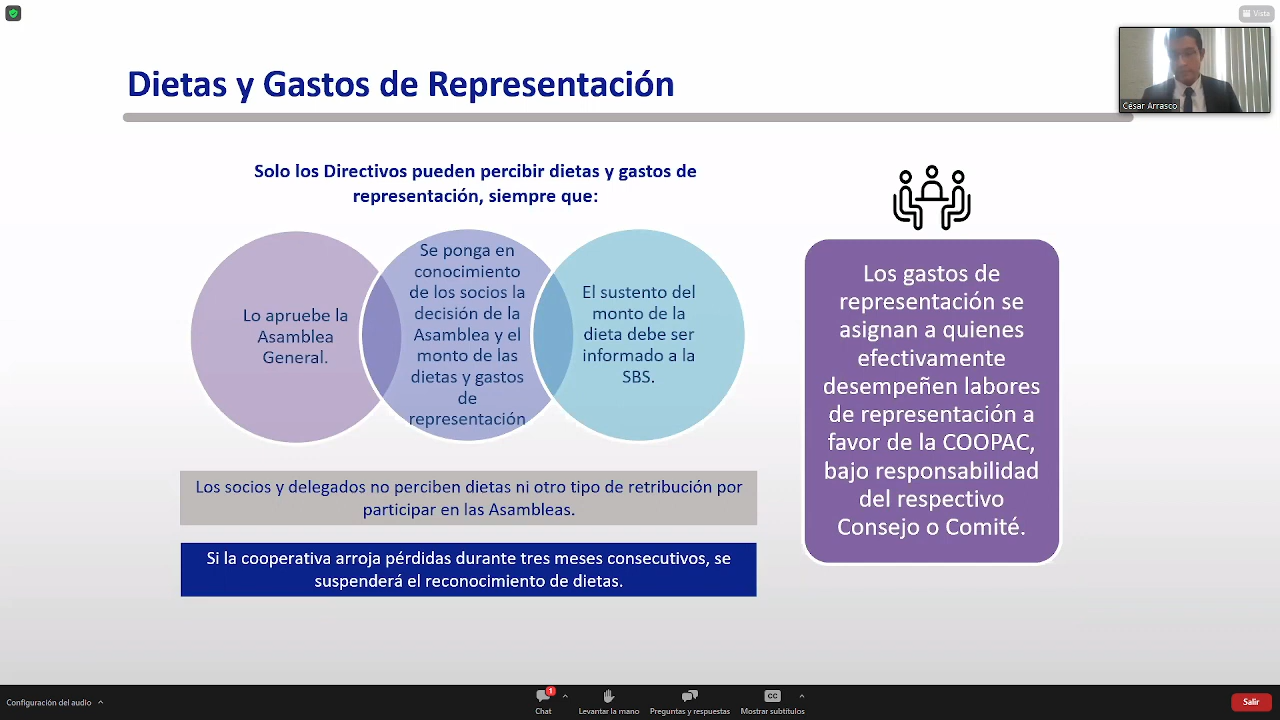 Vista
César Arrasco
Dietas y Gastos de Representación
Solo los Directivos pueden percibir dietas y gastos de
representación, siempre que:
Lo apruebe la
Asamblea
General.
Se ponga en
conocimiento
de los socios la
decisión de la
Asamblea y el
monto de las
dietas y gastos
de
representación
El sustento del
monto de la
dieta debe ser
informado a la
SBS.
Los socios y delegados no perciben dietas ni otro tipo de retribución por
participar en las Asambleas.
Si la cooperativa arroja pérdidas durante tres meses consecutivos, se
suspenderá el reconocimiento de dietas.
Los gastos de
representación se
asignan a quienes
efectivamente
desempeñen labores
de representación a
favor de la COOPAC,
bajo responsabilidad
del respectivo
Consejo o Comité.
Configuración del audio
1
Chat
Levantar la mano
Preguntas y respuestas
CC
Mostrar subtítulos
Salir